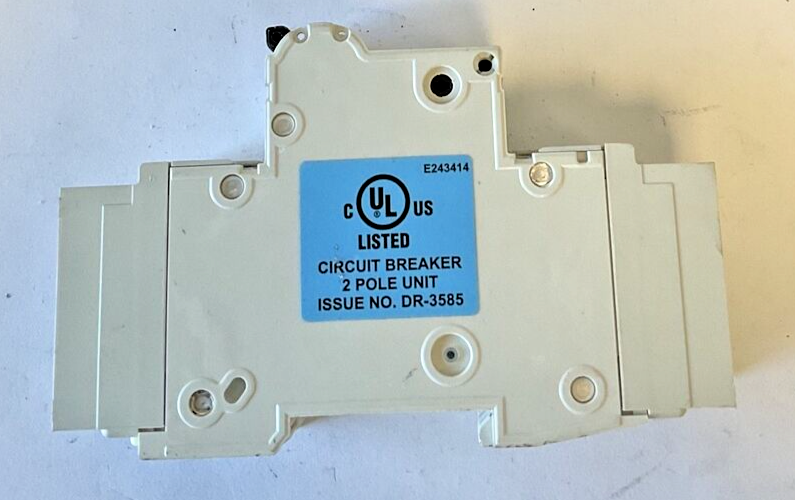 E243414
C UL ® US
LISTED
CIRCUIT BREAKER
2 POLE UNIT
ISSUE NO. DR-3585